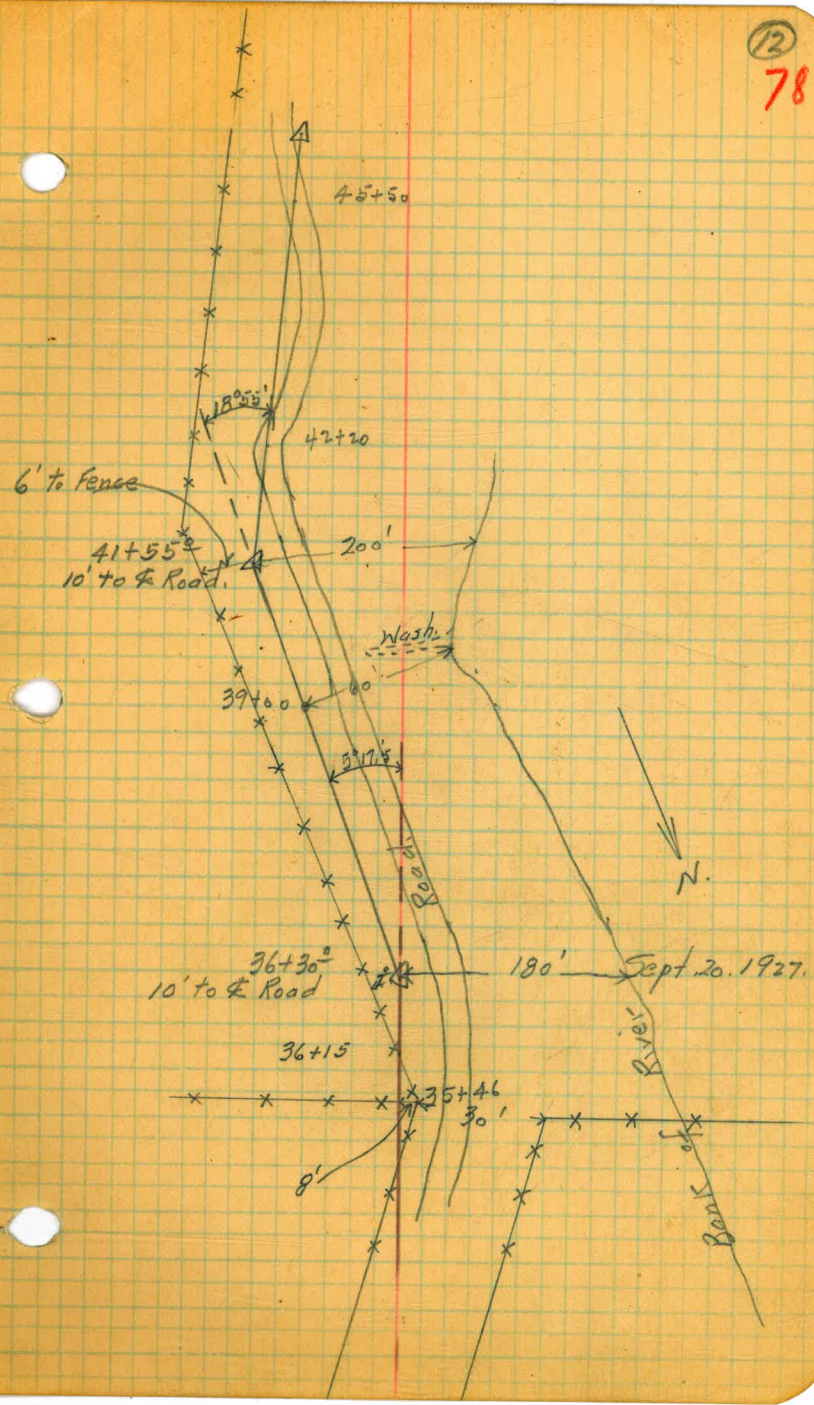 12
78
45+50
18°55'
42+20
6' to Fence
41+55⁰
10' to ℄ Road.
200'
Wash.
60'
39+00
5°17.5'
Road.
N.
36+30⁰
10' to ℄ Road
180'
Sept. 20. 1927.
36+15
River
35+46
30'
of
8'
Bank